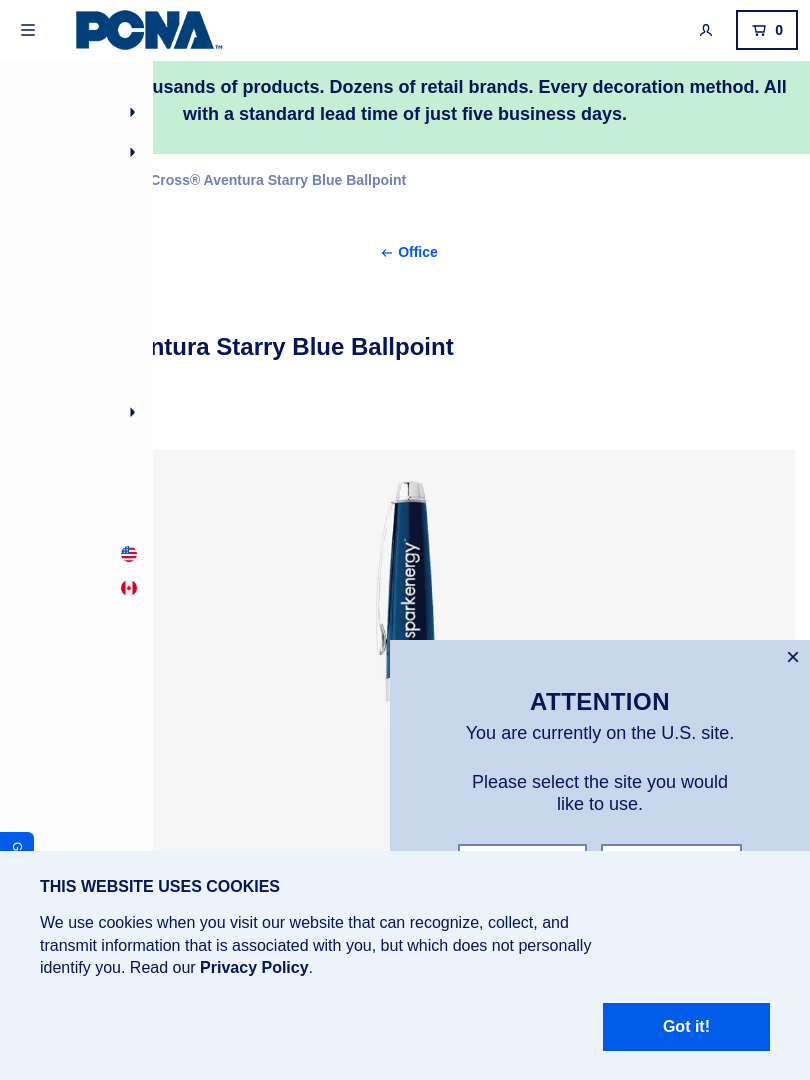 PCNA™
0
usands of products. Dozens of retail brands. Every decoration method. All
with a standard lead time of just five business days.
Cross® Aventura Starry Blue Ballpoint
← Office
ntura Starry Blue Ballpoint
sparkenergy
ATTENTION
You are currently on the U.S. site.
Please select the site you would
like to use.
G
THIS WEBSITE USES COOKIES
We use cookies when you visit our website that can recognize, collect, and
transmit information that is associated with you, but which does not personally
identify you. Read our Privacy Policy.
Got it!